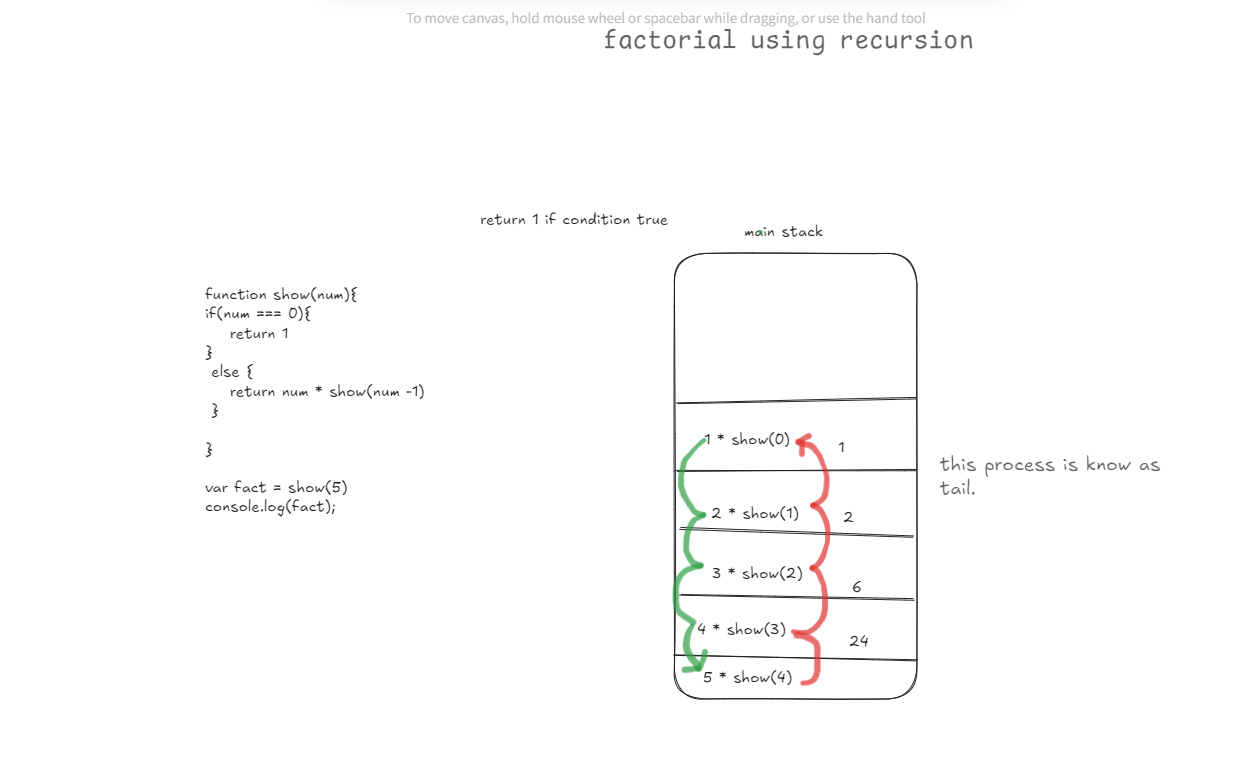 To move canvas, hold mouse wheel or spacebar while dragging, or use the hand tool
factorial using recursion
return 1 if condition true
main stack
function show(num){
if(num === 0){
return 1
}
else {
return num * show(num -1)
}
}
var fact = show(5)
console.log(fact);
1 * show(0)
1
2 * show(1)
2
3 * show(2)
6
4 * show(3)
24
5 * show(4)
this process is know as
tail.